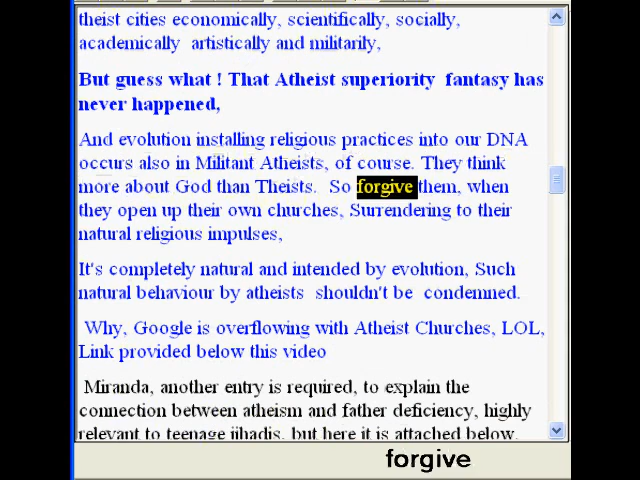 theist cities economically, scientifically, socially,
academically  artistically and militarily,
But guess what ! That Atheist superiority  fantasy has
never happened,
And evolution installing religious practices into our DNA
occurs also in Militant Atheists, of course. They think
more about God than Theists.  So forgive them, when
they open up their own churches, Surrendering to their
natural religious impulses,
It's completely natural and intended by evolution, Such
natural behaviour by atheists  shouldn't be  condemned.
Why, Google is overflowing with Atheist Churches, LOL,
Link provided below this video
Miranda, another entry is required, to explain the
connection between atheism and father deficiency, highly
relevant to teenage jihadis, but here it is attached below.
forgive